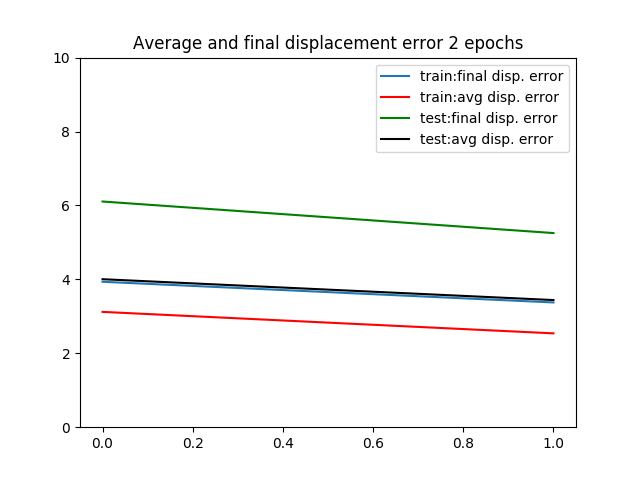 Average and final displacement error 2 epochs
train:final disp. error
train:avg disp. error
test:final disp. error
test:avg disp. error
10
8
6
4
2
0
0.0 0.2 0.4 0.6 0.8 1.0